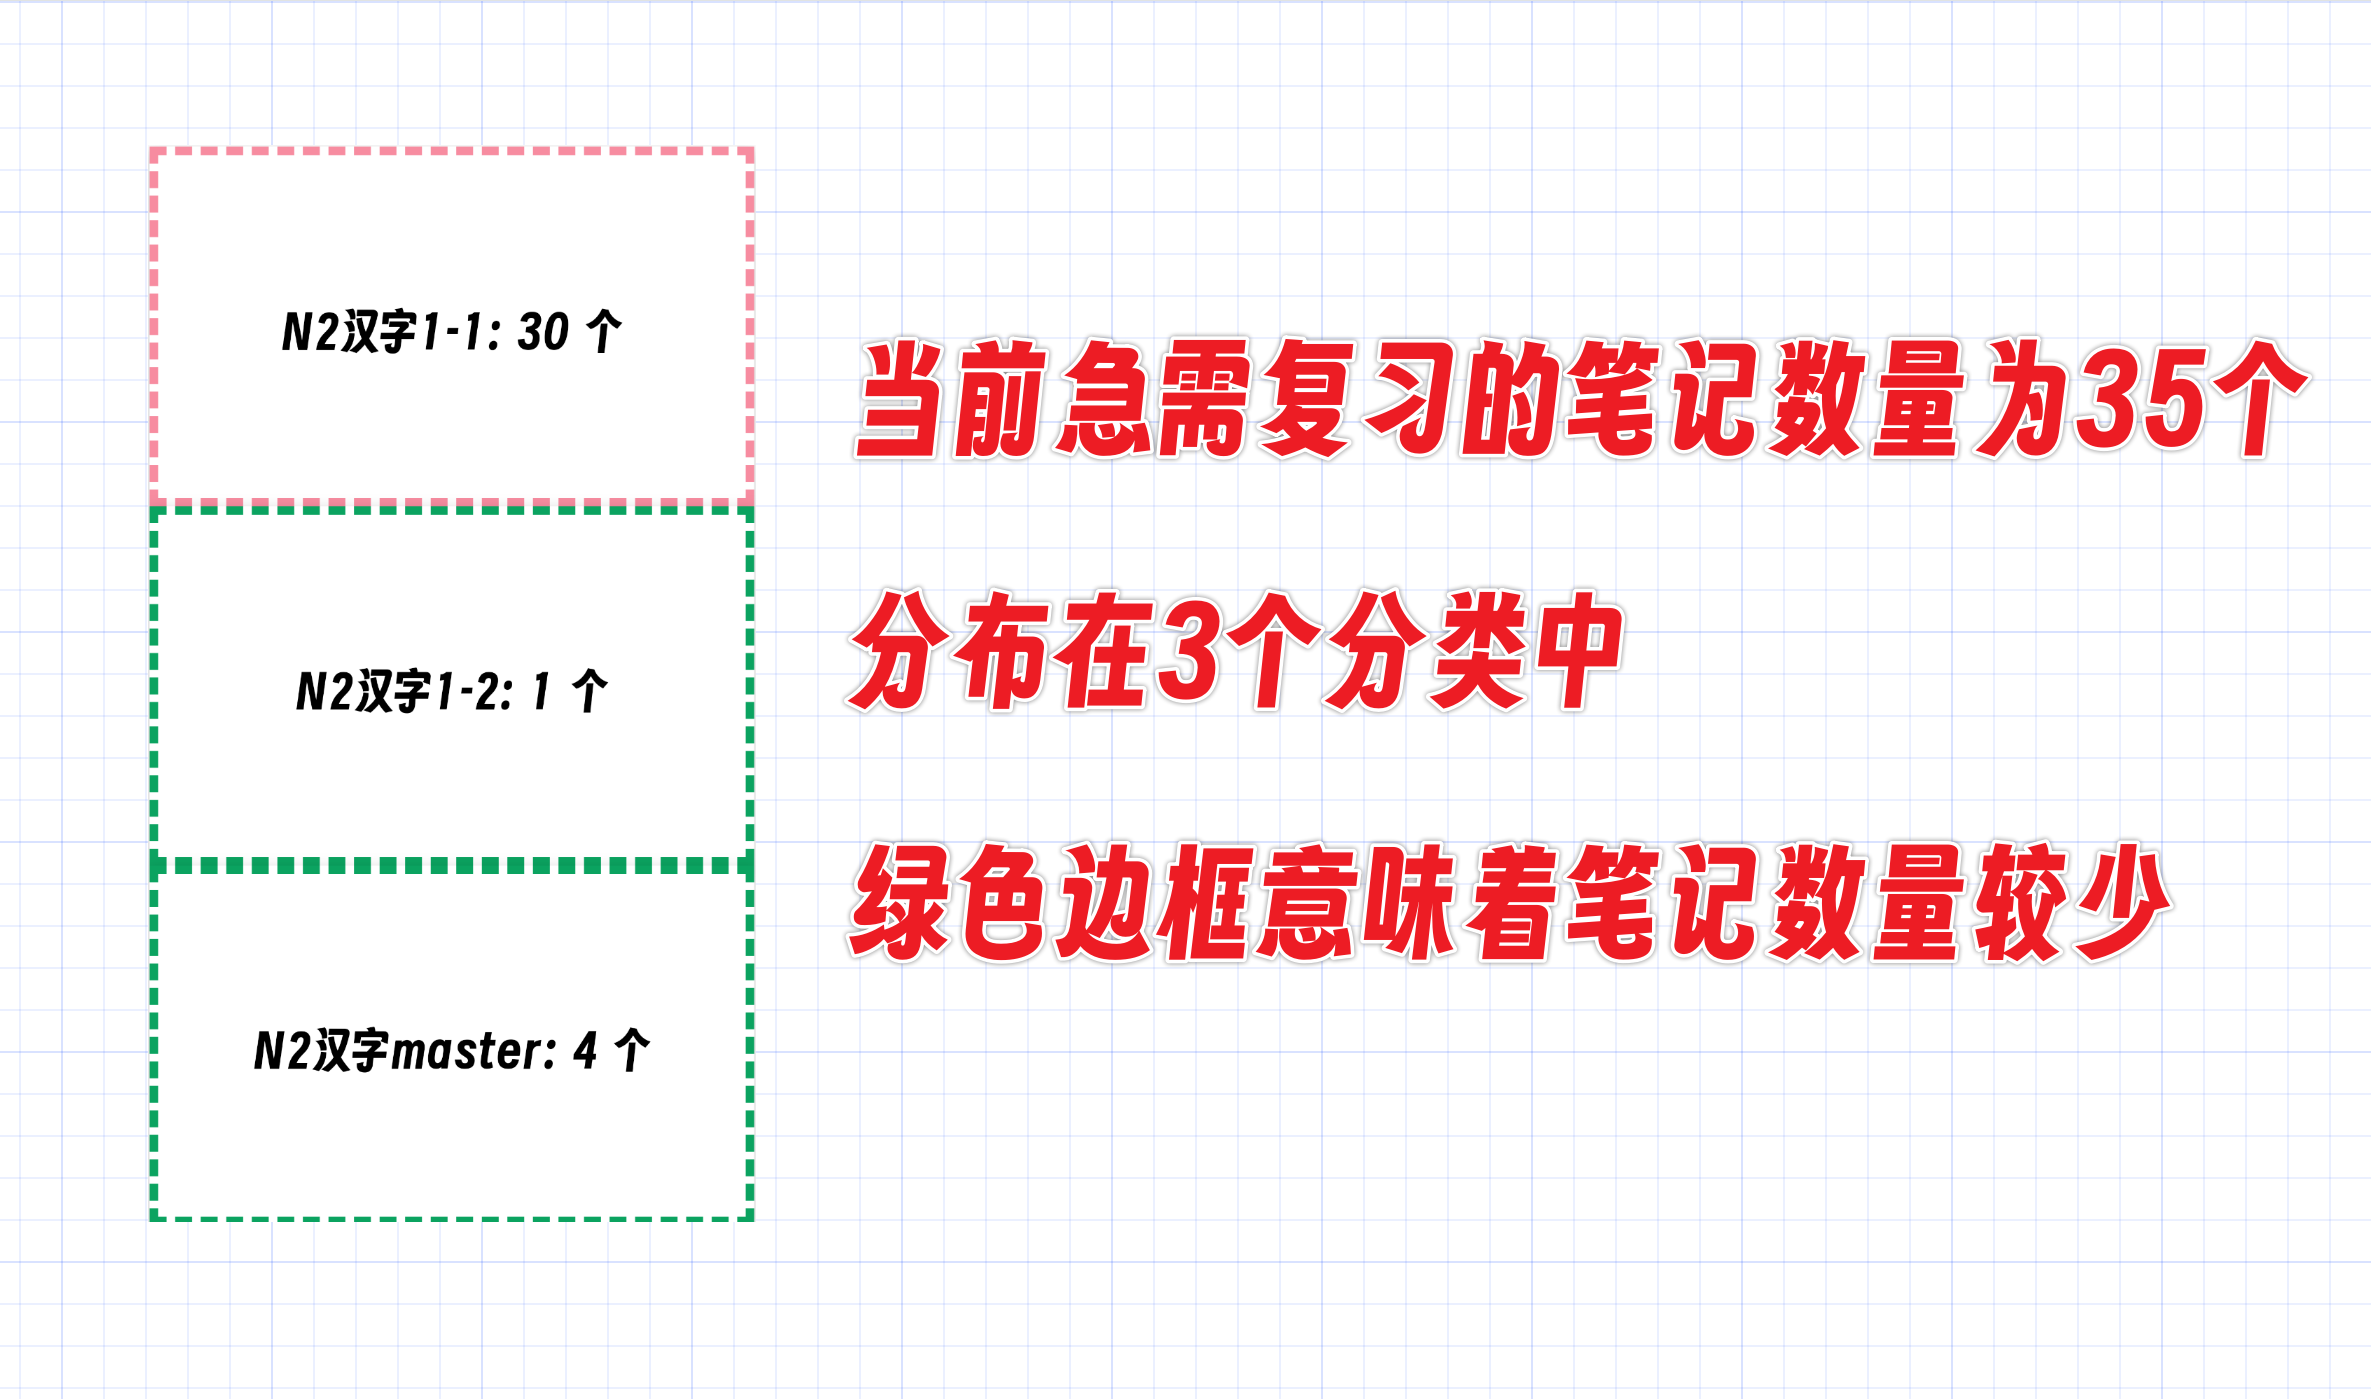 N2汉字1-1: 30 个
N2汉字1-2: 1 个
N2汉字master: 4 个
当前急需复习的笔记数量为35个
分布在3个分类中
绿色边框意味着笔记数量较少